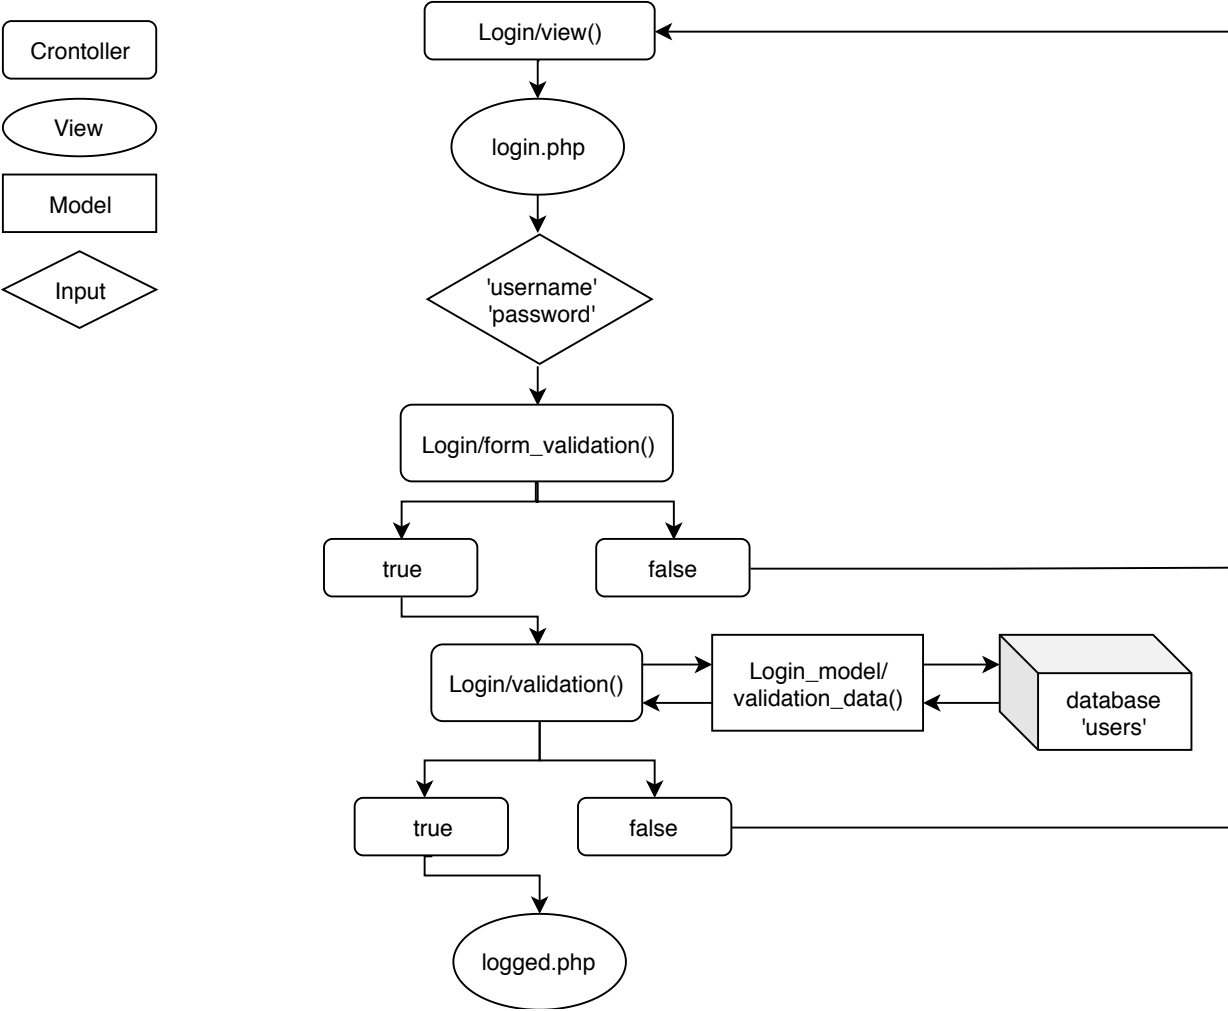 Crontoller
View
Model
Input
Login/view()
login.php
'username'
'password'
Login/form_validation()
true
false
Login/validation()
Login_model/
validation_data()
database
'users'
true
false
logged.php